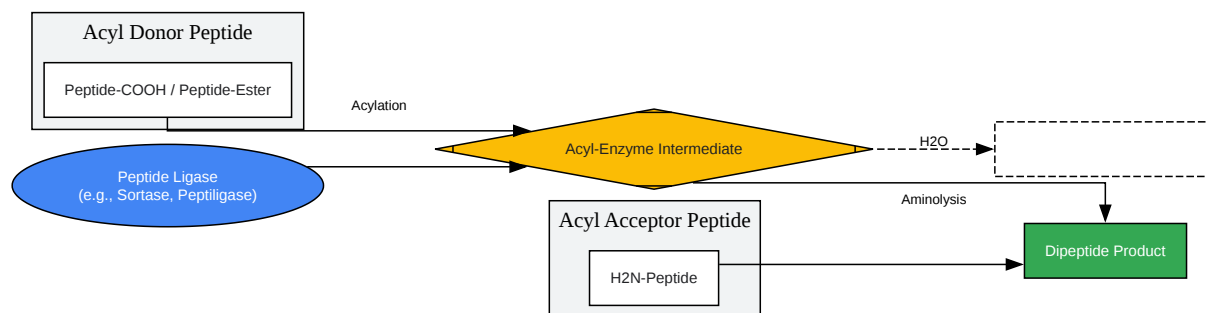 Acyl Donor Peptide
Peptide-COOH / Peptide-Ester
Acylation
Peptide Ligase
(e.g., Sortase, Peptiligase)
Acyl-Enzyme Intermediate
H2O
Aminolysis
Acyl Acceptor Peptide
H2N-Peptide
Dipeptide Product